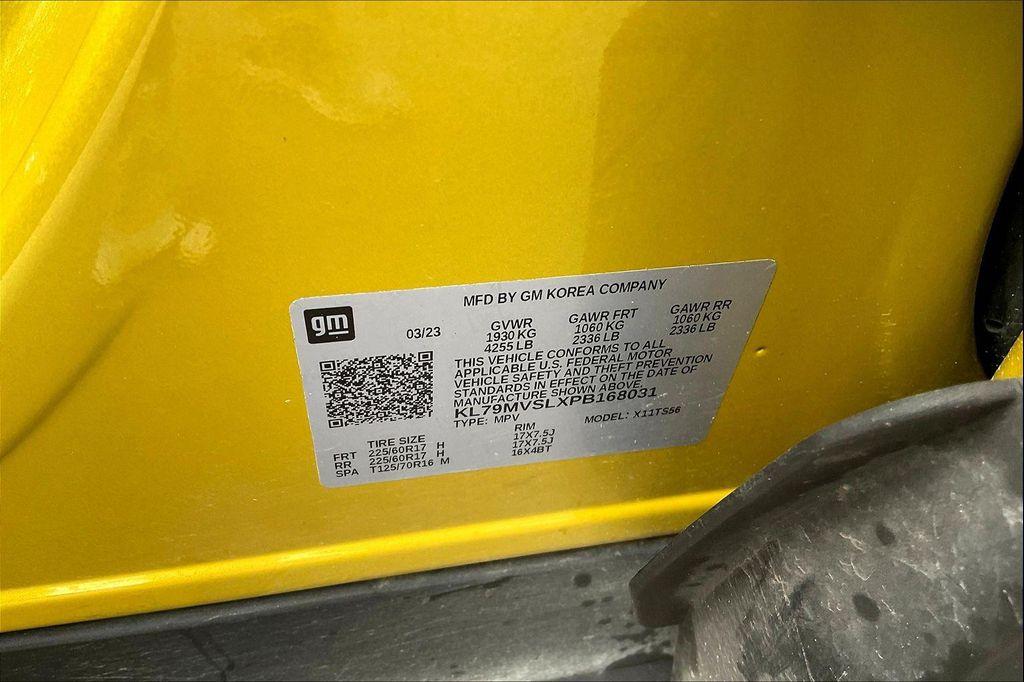 gm
MFD BY GM KOREA COMPANY
03/23
GVWR GAWR FRT GAWR RR
1930 KG 1060 KG 1060 KG
4255 LB 2336 LB 2336 LB
THIS VEHICLE CONFORMS TO ALL
APPLICABLE U.S. FEDERAL MOTOR
VEHICLE SAFETY AND THEFT PREVENTION
STANDARDS IN EFFECT ON THE DATE OF
MANUFACTURE SHOWN ABOVE.
KL79MVSLXPB168031
TYPE: MPV MODEL: X11TS56
TIRE SIZE RIM
FRT 225/60R17 H 17X7.5J
RR 225/60R17 H 17X7.5J
SPA T125/70R16 M 16X4BT